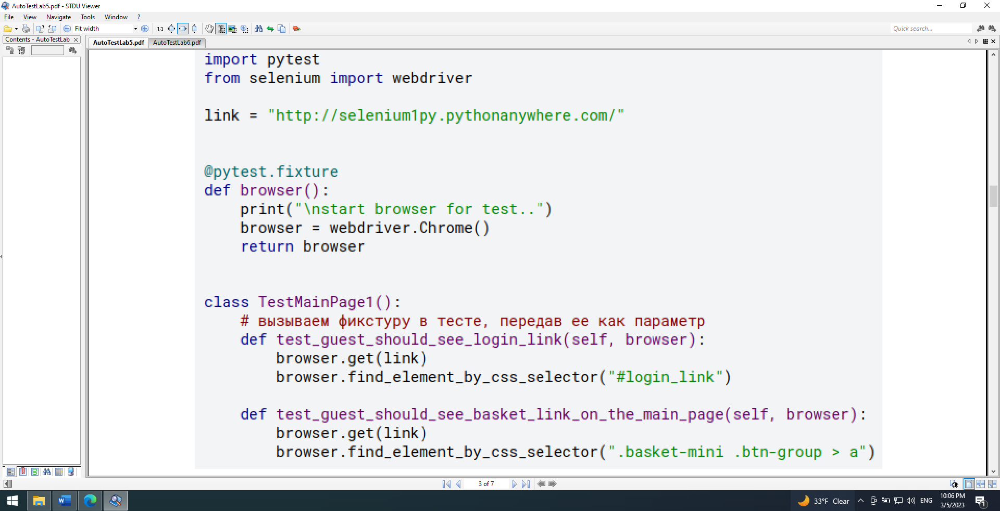 AutoTestLab5.pdf - STDU Viewer
File View Navigate Tools Window ?
Fit width
1:1
Quick search...
Contents - AutoTestLab
AutoTestLab5.pdf AutoTestLab6.pdf
import pytest
from selenium import webdriver
link = "http://selenium1py.pythonanywhere.com/"
@pytest.fixture
def browser():
print("\nstart browser for test..")
browser = webdriver.Chrome()
return browser
class TestMainPage1():
# вызываем фикстуру в тесте, передав ее как параметр
def test_guest_should_see_login_link(self, browser):
browser.get(link)
browser.find_element_by_css_selector("#login_link")
def test_guest_should_see_basket_link_on_the_main_page(self, browser):
browser.get(link)
browser.find_element_by_css_selector(".basket-mini .btn-group > a")
3 of 7
33°F Clear
ENG
10:06 PM
3/5/2023
1